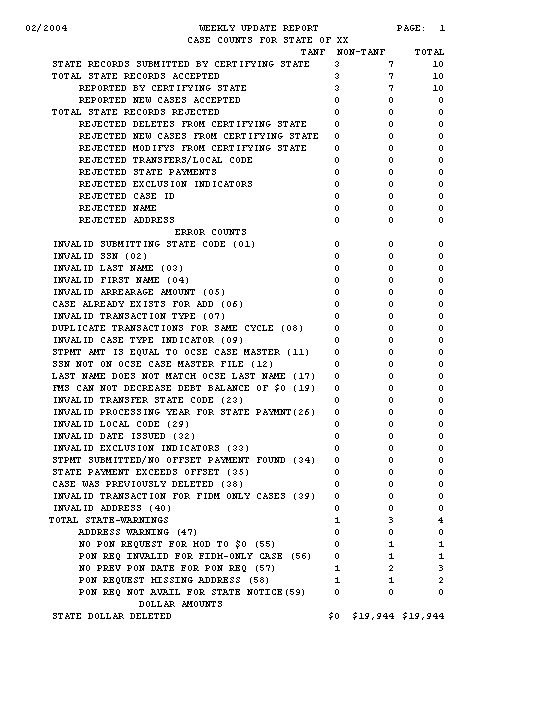 02/2004 WEEKLY UPDATE REPORT PAGE: 1
CASE COUNTS FOR STATE OF XX
TANF NON-TANF TOTAL
STATE RECORDS SUBMITTED BY CERTIFYING STATE 3 7 10
TOTAL STATE RECORDS ACCEPTED 3 7 10
REPORTED BY CERTIFYING STATE 3 7 10
REPORTED NEW CASES ACCEPTED 0 0 0
TOTAL STATE RECORDS REJECTED 0 0 0
REJECTED DELETES FROM CERTIFYING STATE 0 0 0
REJECTED NEW CASES FROM CERTIFYING STATE 0 0 0
REJECTED MODIFYS FROM CERTIFYING STATE 0 0 0
REJECTED TRANSFERS/LOCAL CODE 0 0 0
REJECTED STATE PAYMENTS 0 0 0
REJECTED EXCLUSION INDICATORS 0 0 0
REJECTED CASE ID 0 0 0
REJECTED NAME 0 0 0
REJECTED ADDRESS 0 0 0
ERROR COUNTS
INVALID SUBMITTING STATE CODE (01) 0 0 0
INVALID SSN (02) 0 0 0
INVALID LAST NAME (03) 0 0 0
INVALID FIRST NAME (04) 0 0 0
INVALID ARREARAGE AMOUNT (05) 0 0 0
CASE ALREADY EXISTS FOR ADD (06) 0 0 0
INVALID TRANSACTION TYPE (07) 0 0 0
DUPLICATE TRANSACTIONS FOR SAME CYCLE (08) 0 0 0
INVALID CASE TYPE INDICATOR (09) 0 0 0
STPMT AMT IS EQUAL TO OCSE CASE MASTER (11) 0 0 0
SSN NOT ON OCSE CASE MASTER FILE (12) 0 0 0
LAST NAME DOES NOT MATCH OCSE LAST NAME (17) 0 0 0
FMS CAN NOT DECREASE DEBT BALANCE OF $0 (19) 0 0 0
INVALID TRANSFER STATE CODE (23) 0 0 0
INVALID PROCESSING YEAR FOR STATE PAYMNT(26) 0 0 0
INVALID LOCAL CODE (29) 0 0 0
INVALID DATE ISSUED (32) 0 0 0
INVALID EXCLUSION INDICATORS (33) 0 0 0
STPMT SUBMITTED/NO OFFSET PAYMENT FOUND (34) 0 0 0
STATE PAYMENT EXCEEDS OFFSET (35) 0 0 0
CASE WAS PREVIOUSLY DELETED (38) 0 0 0
INVALID TRANSACTION FOR FIDM ONLY CASES (39) 0 0 0
INVALID ADDRESS (40) 0 0 0
TOTAL STATE-WARNINGS 1 3 4
ADDRESS WARNING (47) 0 0 0
NO PON REQUEST FOR MOD TO $0 (55) 0 1 1
PON REQ INVALID FOR FIDM-ONLY CASE (56) 0 1 1
NO PREV PON DATE FOR PON REQ (57) 1 2 3
PON REQUEST MISSING ADDRESS (58) 1 1 2
PON REQ NOT AVAIL FOR STATE NOTICE(59) 0 0 0
DOLLAR AMOUNTS
STATE DOLLAR DELETED $0 $19,944 $19,944